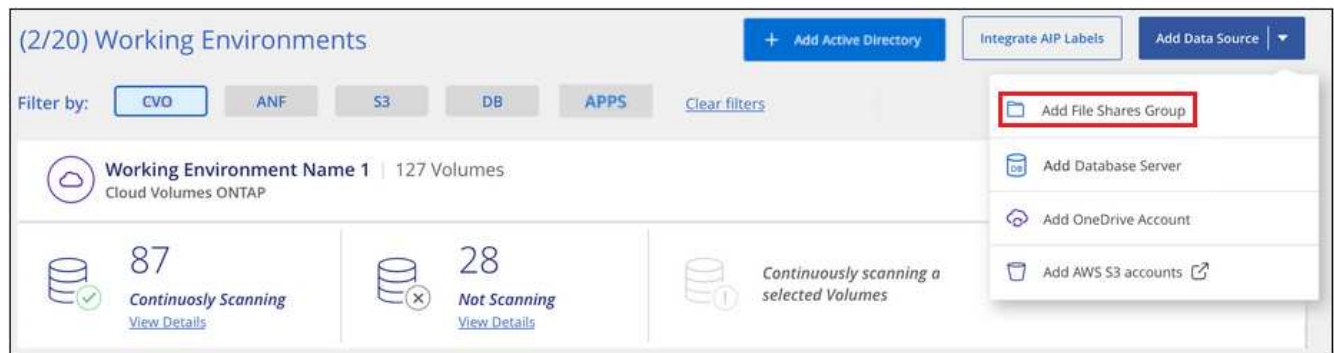 (2/20) Working Environments
+ Add Active Directory
Integrate AIP Labels
Add Data Source
Filter by:
CVO
ANF
S3
DB
APPS
Clear filters
Add File Shares Group
DB
Add Database Server
Add OneDrive Account
Add AWS S3 accounts
Working Environment Name 1 | 127 Volumes
Cloud Volumes ONTAP
87
Continuosly Scanning
View Details
28
Not Scanning
View Details
Continuously scanning a
selected Volumes